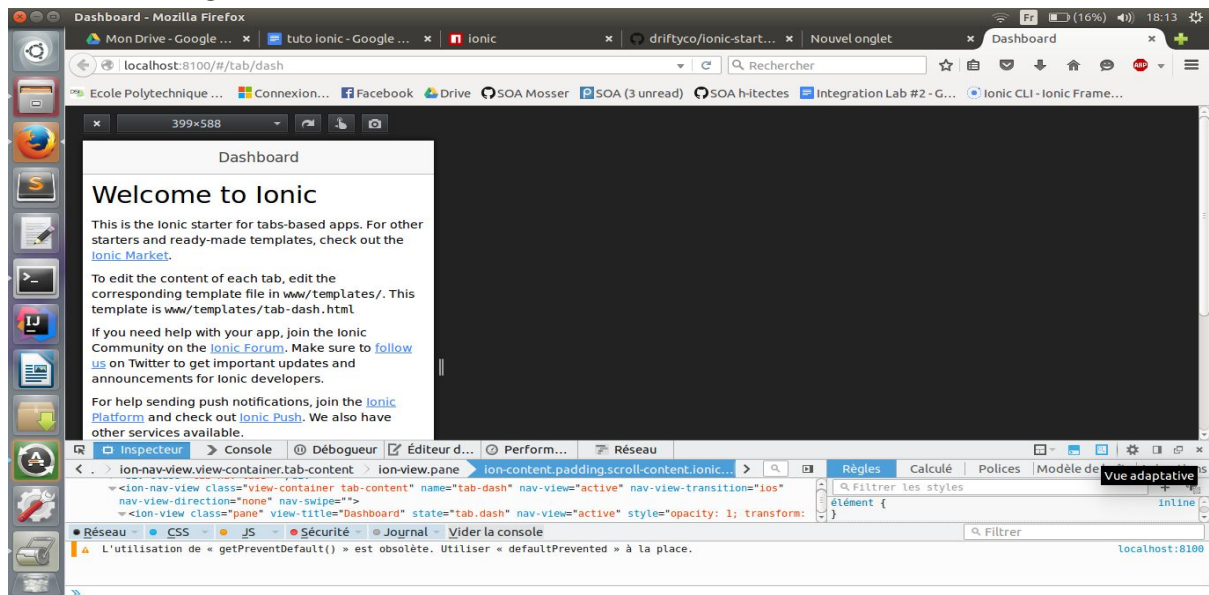 Dashboard - Mozilla Firefox
Fr (16%) 18:13
Mon Drive - Google ... × tuto ionic - Google ... × ionic × driftyco/ionic-start... × Nouvel onglet × Dashboard ×
localhost:8100/#/tab/dash Rechercher ABP
Ecole Polytechnique ... Connexion... Facebook Drive SOA Mosser SOA (3 unread) SOA h-itectes Integration Lab #2 - G... Ionic CLI - Ionic Frame...
× 399×588
Dashboard
Welcome to Ionic
This is the Ionic starter for tabs-based apps. For other
starters and ready-made templates, check out the
Ionic Market.
To edit the content of each tab, edit the
corresponding template file in www/templates/. This
template is www/templates/tab-dash.html
If you need help with your app, join the Ionic
Community on the Ionic Forum. Make sure to follow
us on Twitter to get important updates and
announcements for Ionic developers.
For help sending push notifications, join the Ionic
Platform and check out Ionic Push. We also have
other services available.
Inspecteur Console Débogueur Éditeur d... Perform... Réseau
ion-nav-view.view-container.tab-content ion-view.pane ion-content.padding.scroll-content.ionic... Règles Calculé Polices Modèle de
Vue adaptative
<ion-nav-view class="view-container tab-content" name="tab-dash" nav-view="active" nav-view-transition="ios" Filtrer les styles
nav-view-direction="none" nav-swipe=""> élément { inline
<ion-view class="pane" view-title="Dashboard" state="tab.dash" nav-view="active" style="opacity: 1; transform: }
Réseau CSS JS Sécurité Journal Vider la console Filtrer
L'utilisation de « getPreventDefault() » est obsolète. Utiliser « defaultPrevented » à la place. localhost:8100